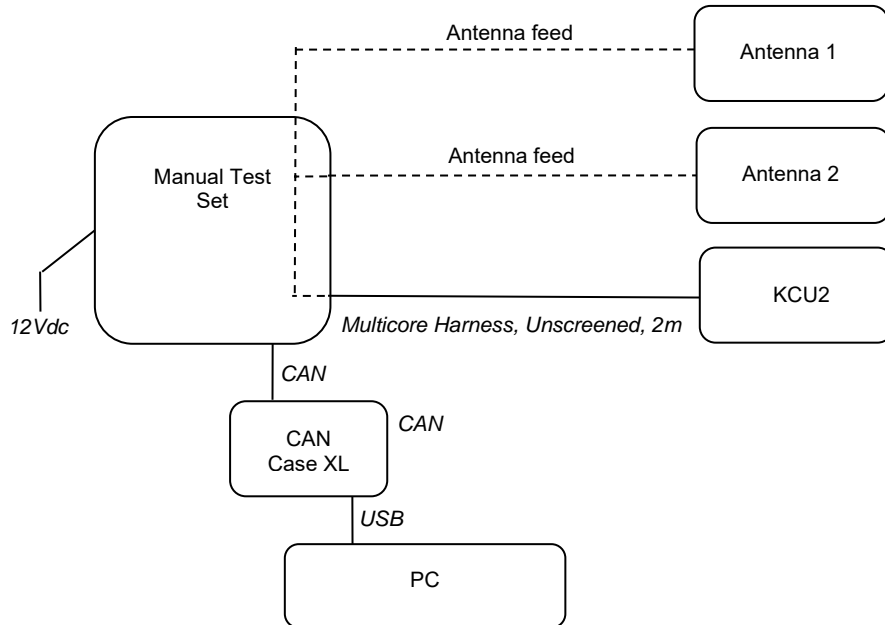 Antenna feed
Antenna 1
Antenna feed
Antenna 2
Manual Test
Set
KCU2
12Vdc
Multicore Harness, Unscreened, 2m
CAN
CAN
CAN
Case XL
USB
PC